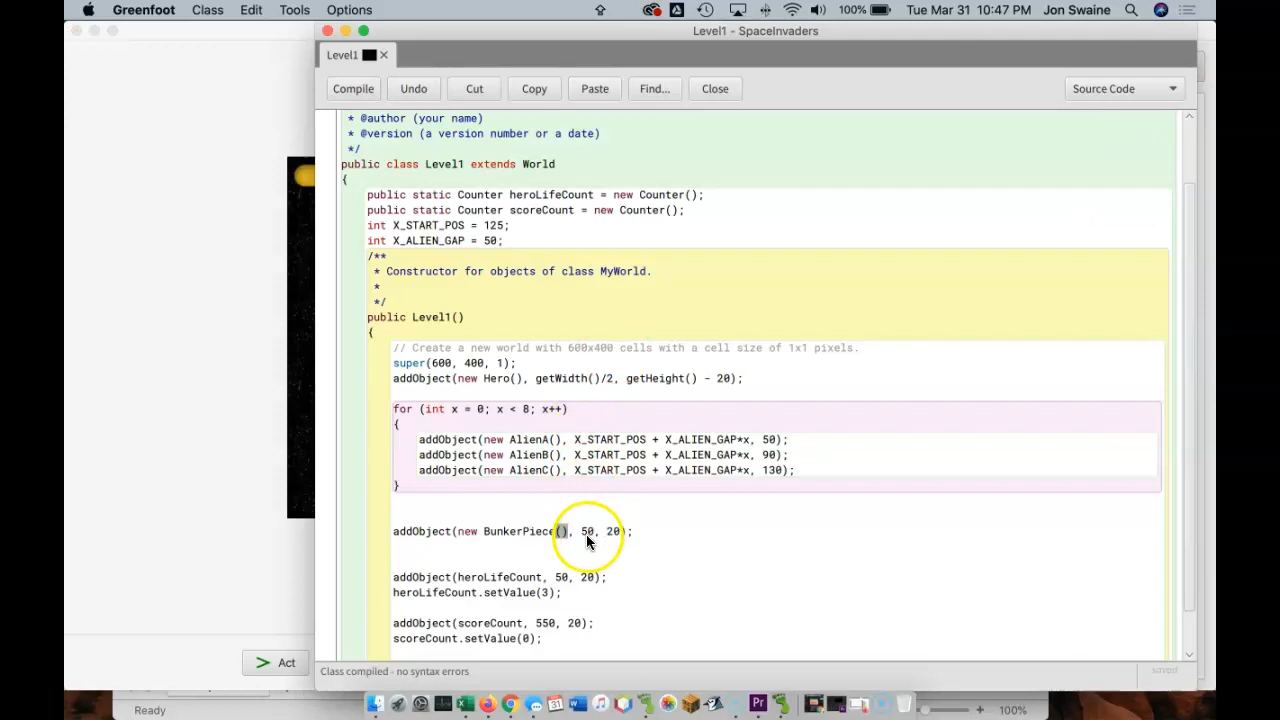 Greenfoot Class Edit Tools Options 100% Tue Mar 31 10:47 PM Jon Swaine
Level1 - SpaceInvaders
Level1
Compile Undo Cut Copy Paste Find... Close Source Code
* @author (your name)
* @version (a version number or a date)
*/
public class Level1 extends World
{
public static Counter heroLifeCount = new Counter();
public static Counter scoreCount = new Counter();
int X_START_POS = 125;
int X_ALIEN_GAP = 50;
/**
* Constructor for objects of class MyWorld.
*
*/
public Level1()
{
// Create a new world with 600x400 cells with a cell size of 1x1 pixels.
super(600, 400, 1);
addObject(new Hero(), getWidth()/2, getHeight() - 20);
for (int x = 0; x < 8; x++)
{
addObject(new AlienA(), X_START_POS + X_ALIEN_GAP*x, 50);
addObject(new AlienB(), X_START_POS + X_ALIEN_GAP*x, 90);
addObject(new AlienC(), X_START_POS + X_ALIEN_GAP*x, 130);
}
addObject(new BunkerPiece(), 50, 20);
addObject(heroLifeCount, 50, 20);
heroLifeCount.setValue(3);
addObject(scoreCount, 550, 20);
scoreCount.setValue(0);
Act
Class compiled - no syntax errors
saved
Ready 100%